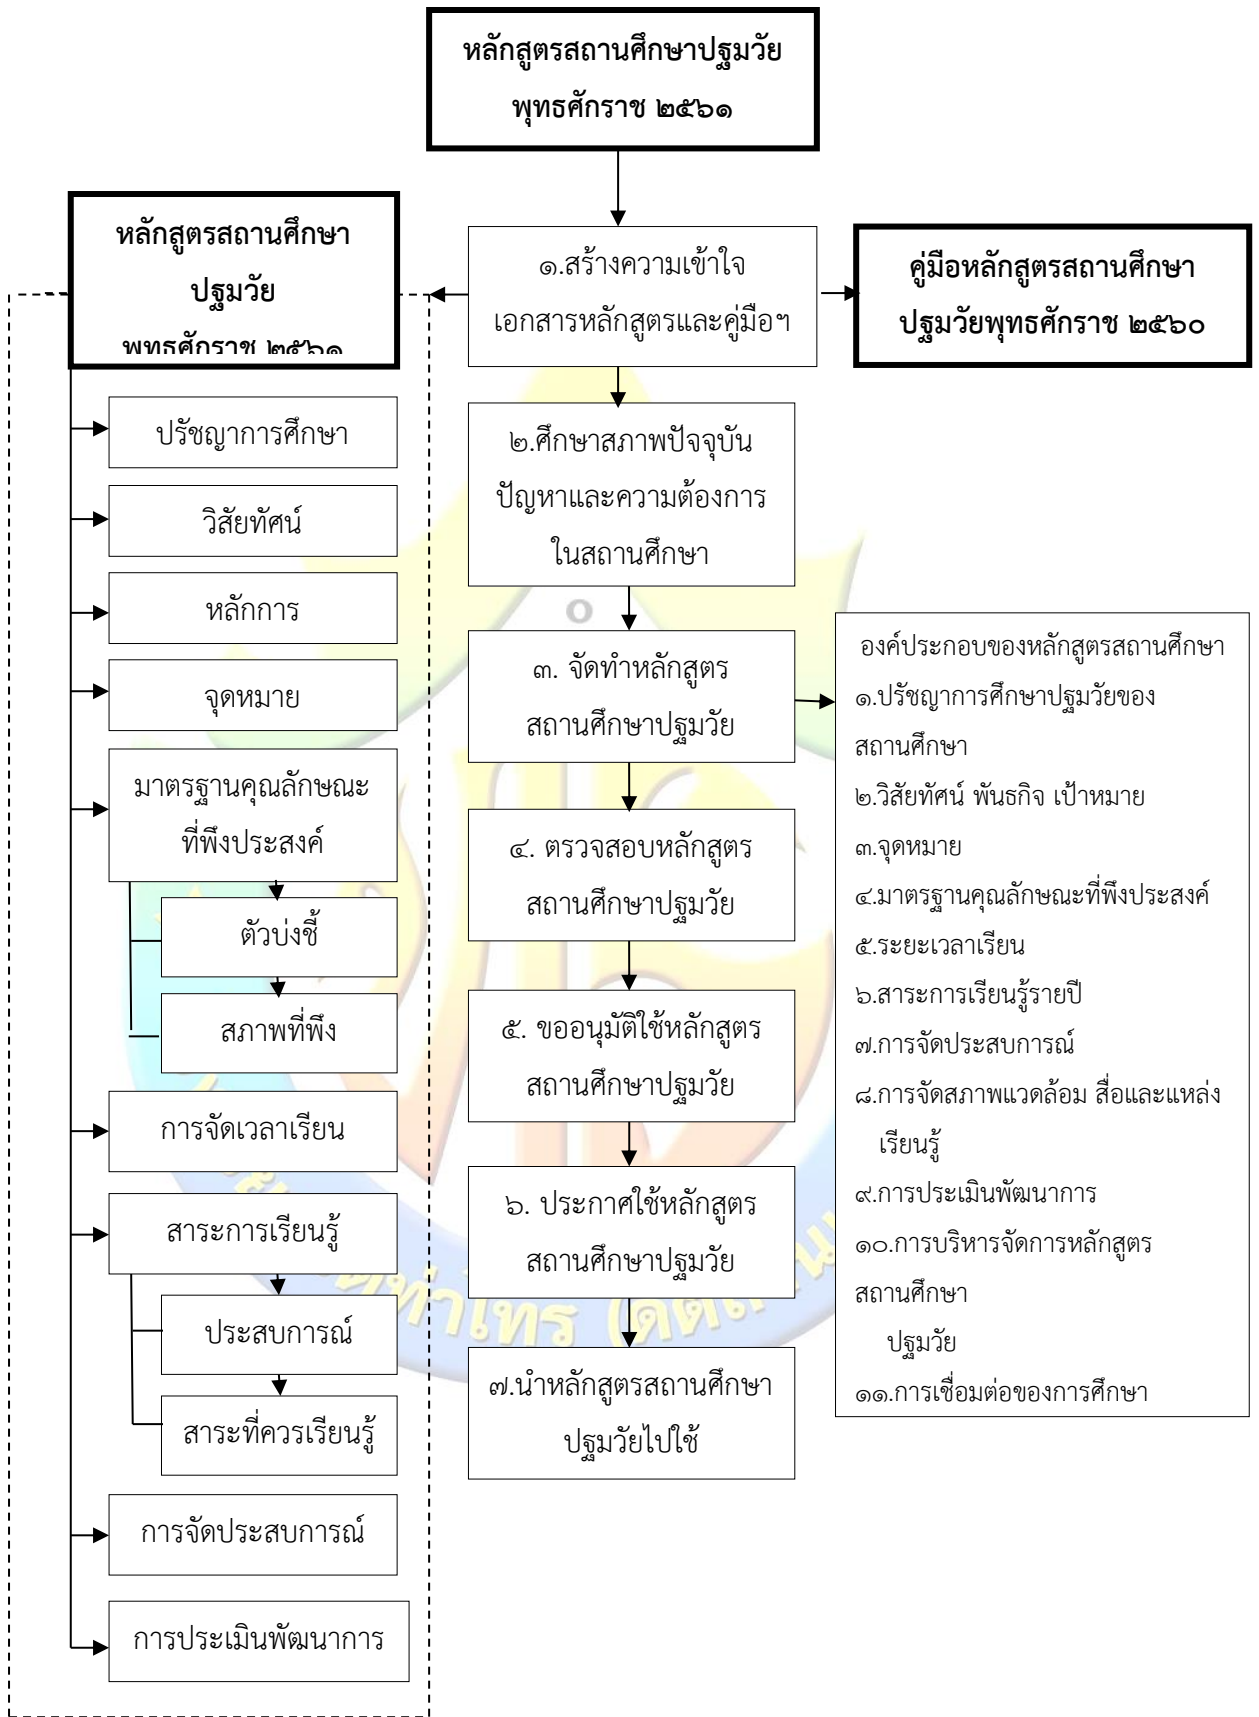 หลักสูตรสถานศึกษาปฐมวัย
พุทธศักราช ๒๕๖๑
หลักสูตรสถานศึกษา
ปฐมวัย
พุทธศักราช ๒๕๖๑
๑.สร้างความเข้าใจ
เอกสารหลักสูตรและคู่มือฯ
คู่มือหลักสูตรสถานศึกษา
ปฐมวัยพุทธศักราช ๒๕๖๐
ปรัชญาการศึกษา
วิสัยทัศน์
หลักการ
จุดหมาย
มาตรฐานคุณลักษณะ
ที่พึงประสงค์
ตัวบ่งชี้
สภาพที่พึง
การจัดเวลาเรียน
สาระการเรียนรู้
ประสบการณ์
สาระที่ควรเรียนรู้
การจัดประสบการณ์
การประเมินพัฒนาการ
๒.ศึกษาสภาพปัจจุบัน
ปัญหาและความต้องการ
ในสถานศึกษา
๓. จัดทำหลักสูตร
สถานศึกษาปฐมวัย
๔. ตรวจสอบหลักสูตร
สถานศึกษาปฐมวัย
๕. ขออนุมัติใช้หลักสูตร
สถานศึกษาปฐมวัย
๖. ประกาศใช้หลักสูตร
สถานศึกษาปฐมวัย
๗.นำหลักสูตรสถานศึกษา
ปฐมวัยไปใช้
องค์ประกอบของหลักสูตรสถานศึกษา
๑.ปรัชญาการศึกษาปฐมวัยของ
สถานศึกษา
๒.วิสัยทัศน์ พันธกิจ เป้าหมาย
๓.จุดหมาย
๔.มาตรฐานคุณลักษณะที่พึงประสงค์
๕.ระยะเวลาเรียน
๖.สาระการเรียนรู้รายปี
๗.การจัดประสบการณ์
๘.การจัดสภาพแวดล้อม สื่อและแหล่ง
เรียนรู้
๙.การประเมินพัฒนาการ
๑๐.การบริหารจัดการหลักสูตร
สถานศึกษา
ปฐมวัย
๑๑.การเชื่อมต่อของการศึกษา